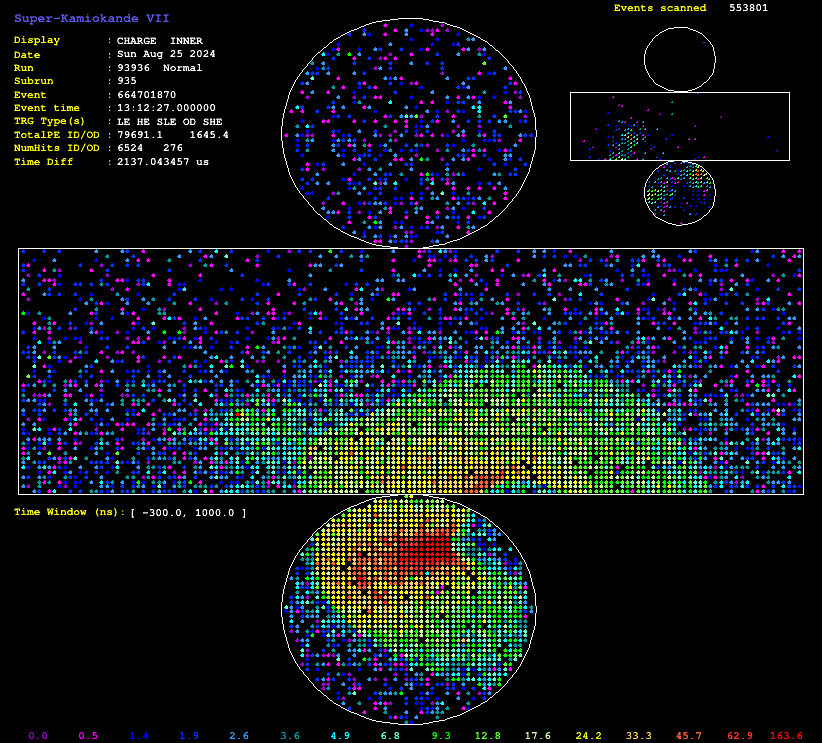 Super-Kamiokande VII
Events scanned 553801
Display : CHARGE INNER
Date : Sun Aug 25 2024
Run : 93936 Normal
Subrun : 935
Event : 664701870
Event time : 13:12:27.000000
TRG Type(s) : LE HE SLE OD SHE
TotalPE ID/OD : 79691.1 1645.4
NumHits ID/OD : 6524 276
Time Diff : 2137.043457 us
Time Window (ns): [ -300.0, 1000.0 ]
0.0 0.5 1.4 1.9 2.6 3.6 4.9 6.8 9.3 12.8 17.6 24.2 33.3 45.7 62.9 163.6